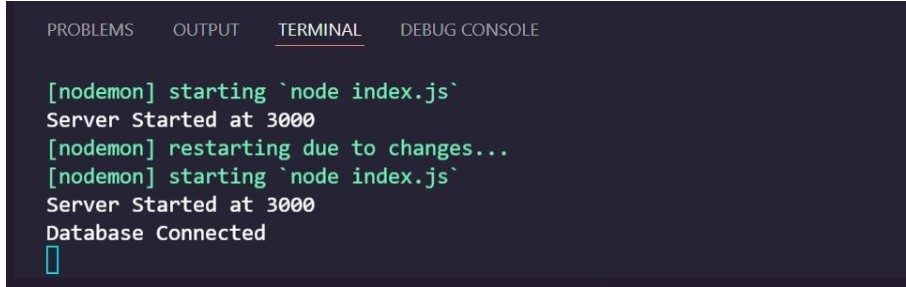 PROBLEMS OUTPUT TERMINAL DEBUG CONSOLE
[nodemon] starting `node index.js`
Server Started at 3000
[nodemon] restarting due to changes...
[nodemon] starting `node index.js`
Server Started at 3000
Database Connected